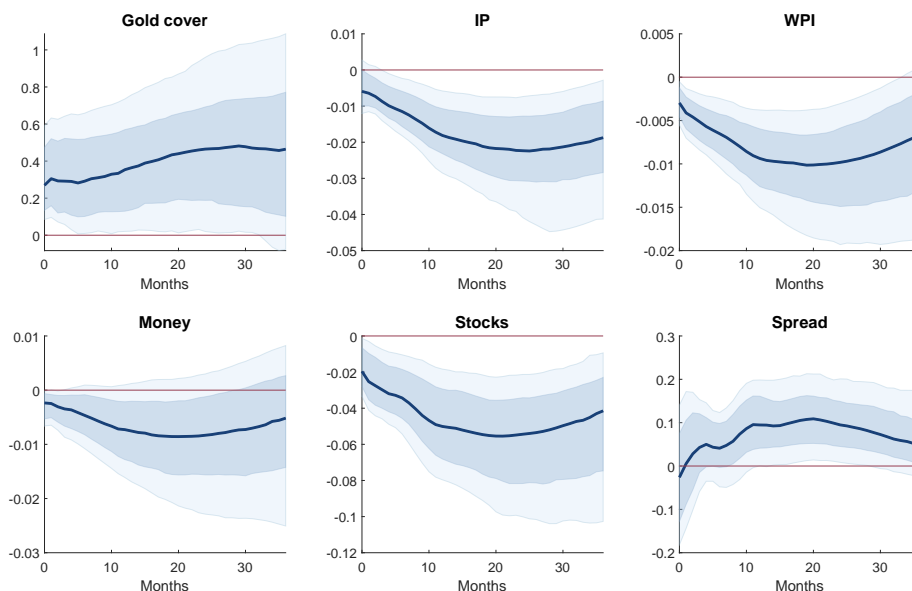 Gold cover
1
0.8
0.6
0.4
0.2
0
0 10 20 30
Months
IP
0.01
0
-0.01
-0.02
-0.03
-0.04
-0.05
0 10 20 30
Months
WPI
0.005
0
-0.005
-0.01
-0.015
-0.02
0 10 20 30
Months
Money
0.01
0
-0.01
-0.02
-0.03
0 10 20 30
Months
Stocks
0
-0.02
-0.04
-0.06
-0.08
-0.1
-0.12
0 10 20 30
Months
Spread
0.3
0.2
0.1
0
-0.1
-0.2
0 10 20 30
Months